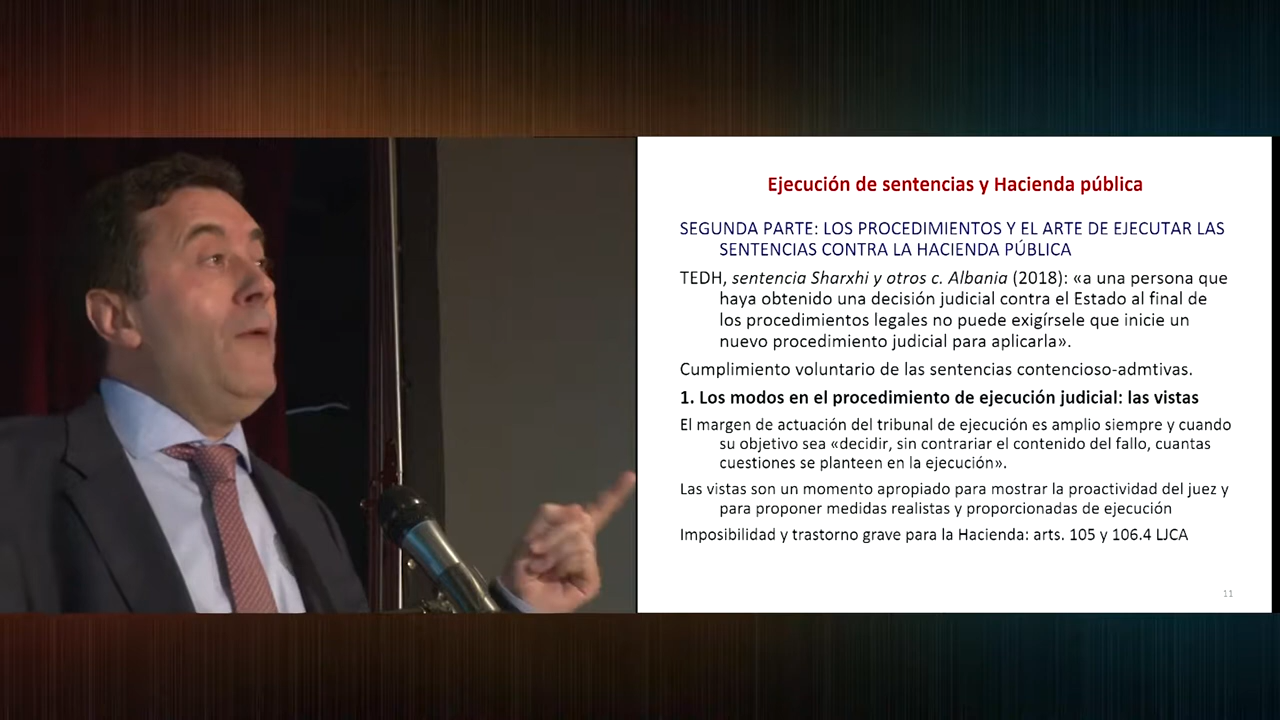 Ejecución de sentencias y Hacienda pública
SEGUNDA PARTE: LOS PROCEDIMIENTOS Y EL ARTE DE EJECUTAR LAS
SENTENCIAS CONTRA LA HACIENDA PÚBLICA
TEDH, sentencia Sharxhi y otros c. Albania (2018): «a una persona que
haya obtenido una decisión judicial contra el Estado al final de
los procedimientos legales no puede exigírsele que inicie un
nuevo procedimiento judicial para aplicarla».
Cumplimiento voluntario de las sentencias contencioso-admtivas.
1. Los modos en el procedimiento de ejecución judicial: las vistas
El margen de actuación del tribunal de ejecución es amplio siempre y cuando
su objetivo sea «decidir, sin contrariar el contenido del fallo, cuantas
cuestiones se planteen en la ejecución».
Las vistas son un momento apropiado para mostrar la proactividad del juez y
para proponer medidas realistas y proporcionadas de ejecución
Imposibilidad y trastorno grave para la Hacienda: arts. 105 y 106.4 LJCA
11